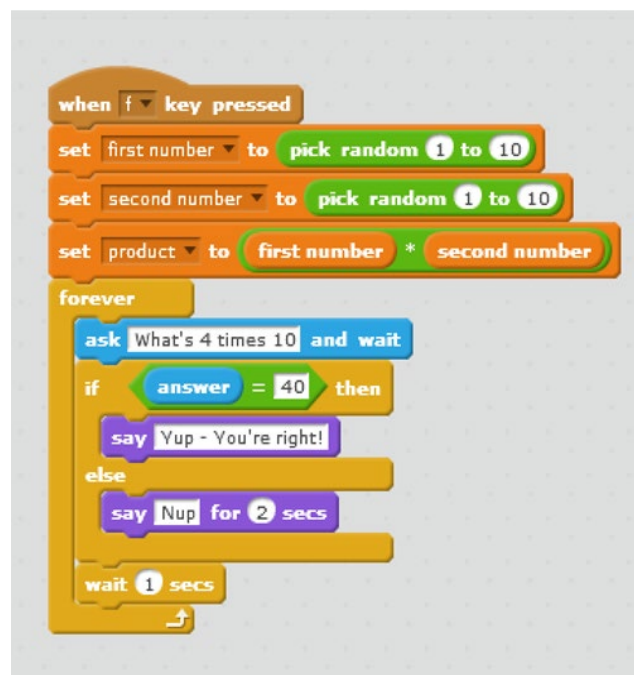 when f key pressed
set first number to pick random 1 to 10
set second number to pick random 1 to 10
set product to first number * second number
forever
ask What's 4 times 10 and wait
if answer = 40 then
say Yup - You're right!
else
say Nup for 2 secs
wait 1 secs